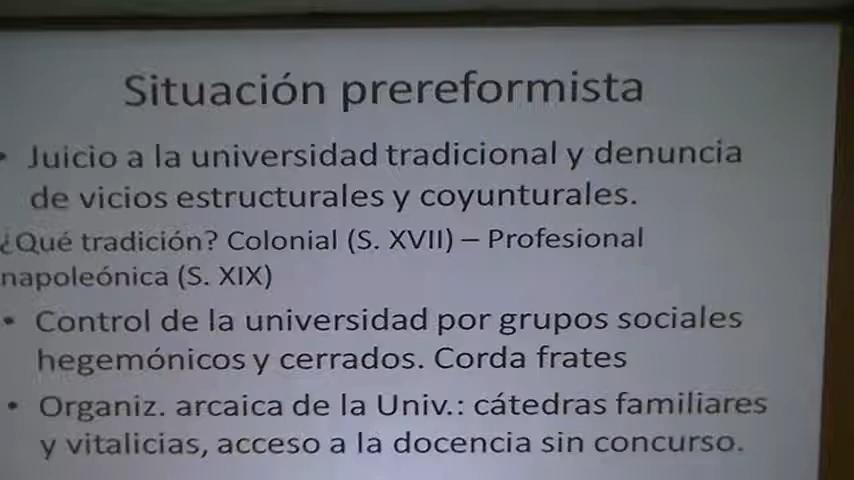 Situación prereformista
• Juicio a la universidad tradicional y denuncia
de vicios estructurales y coyunturales.
¿Qué tradición? Colonial (S. XVII) – Profesional
napoleónica (S. XIX)
• Control de la universidad por grupos sociales
hegemónicos y cerrados. Corda frates
• Organiz. arcaica de la Univ.: cátedras familiares
y vitalicias, acceso a la docencia sin concurso.